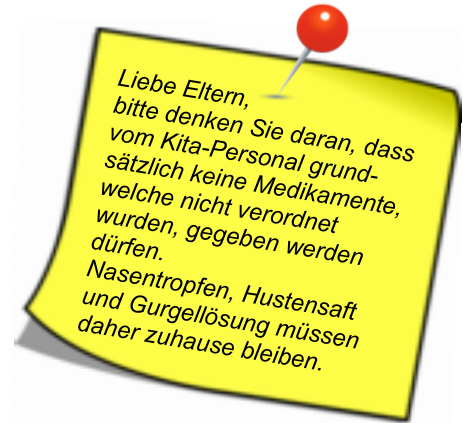 Liebe Eltern,
bitte denken Sie daran, dass
vom Kita-Personal grund-
sätzlich keine Medikamente,
welche nicht verordnet
wurden, gegeben werden
dürfen.
Nasentropfen, Hustensaft
und Gurgellösung müssen
daher zuhause bleiben.